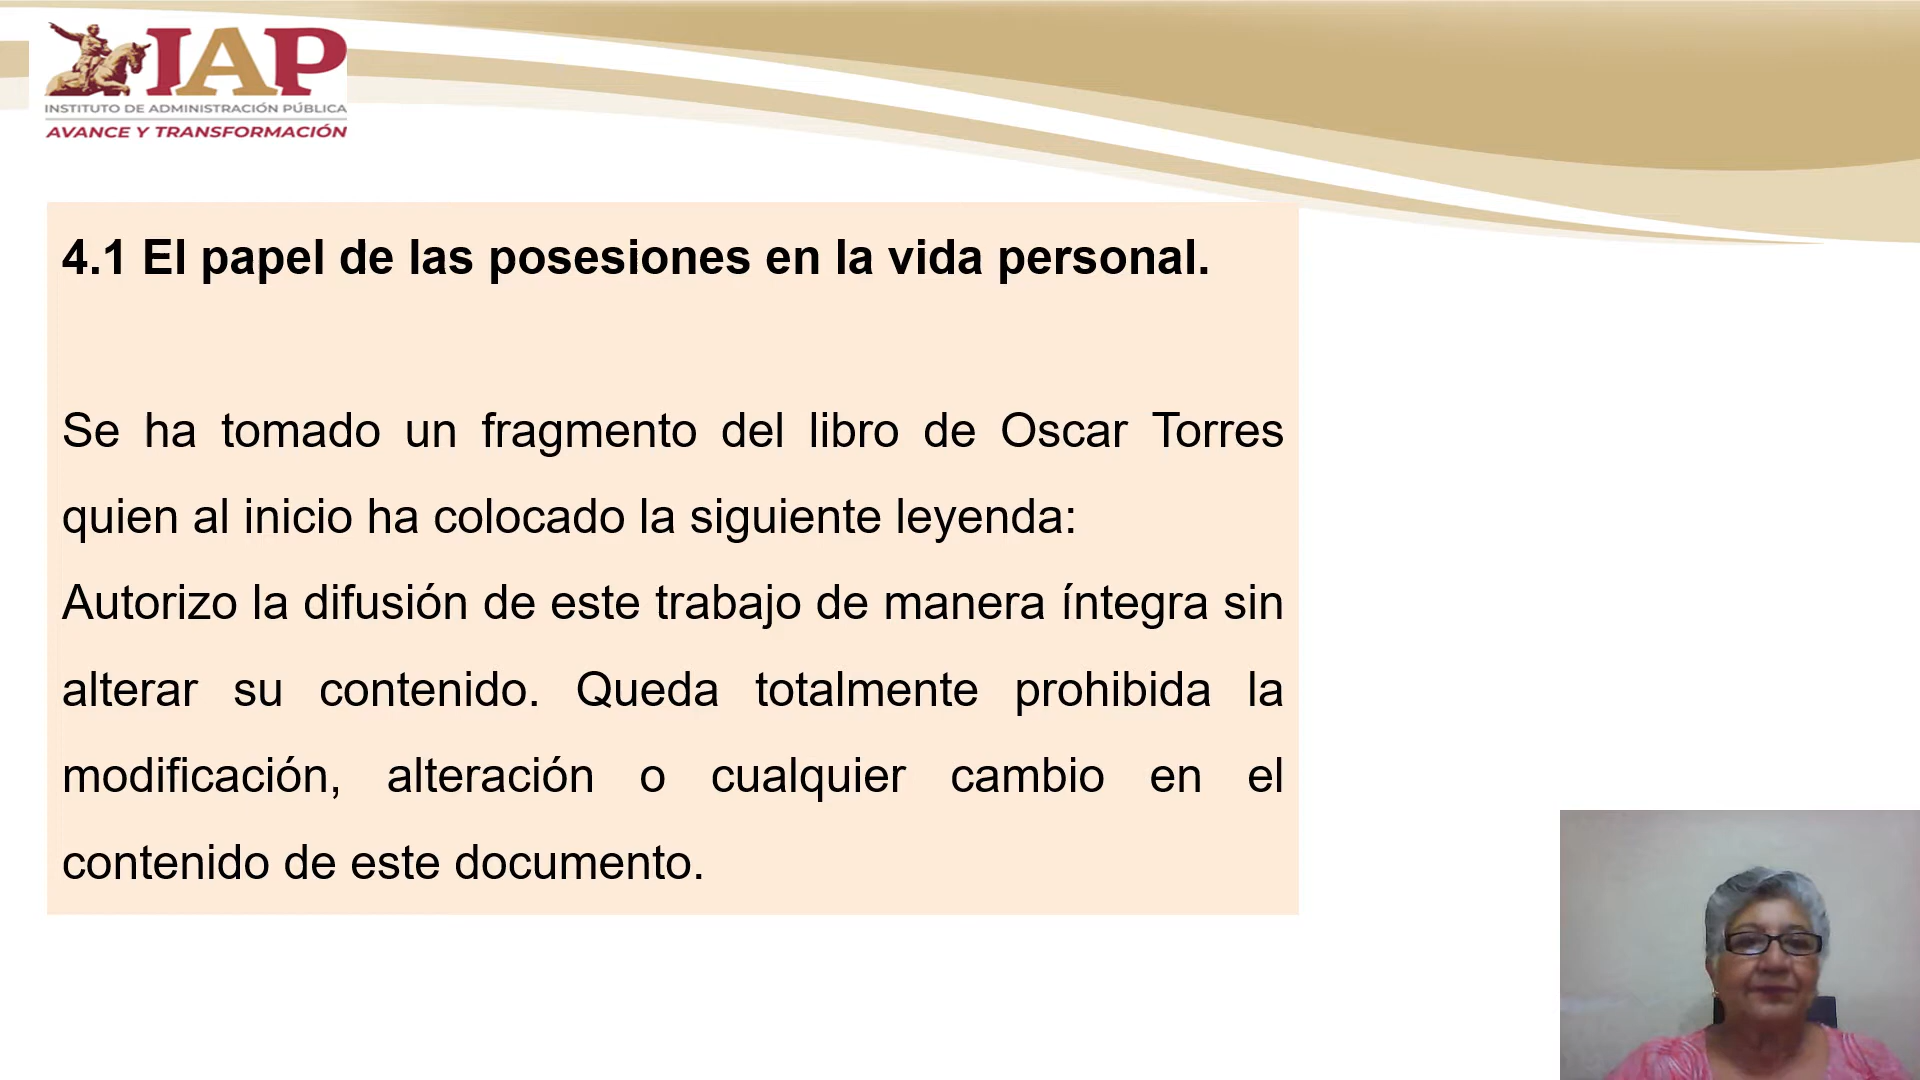 IAP
INSTITUTO DE ADMINISTRACIÓN PÚBLICA
AVANCE Y TRANSFORMACIÓN
4.1 El papel de las posesiones en la vida personal.
Se ha tomado un fragmento del libro de Oscar Torres
quien al inicio ha colocado la siguiente leyenda:
Autorizo la difusión de este trabajo de manera íntegra sin
alterar su contenido. Queda totalmente prohibida la
modificación, alteración o cualquier cambio en el
contenido de este documento.